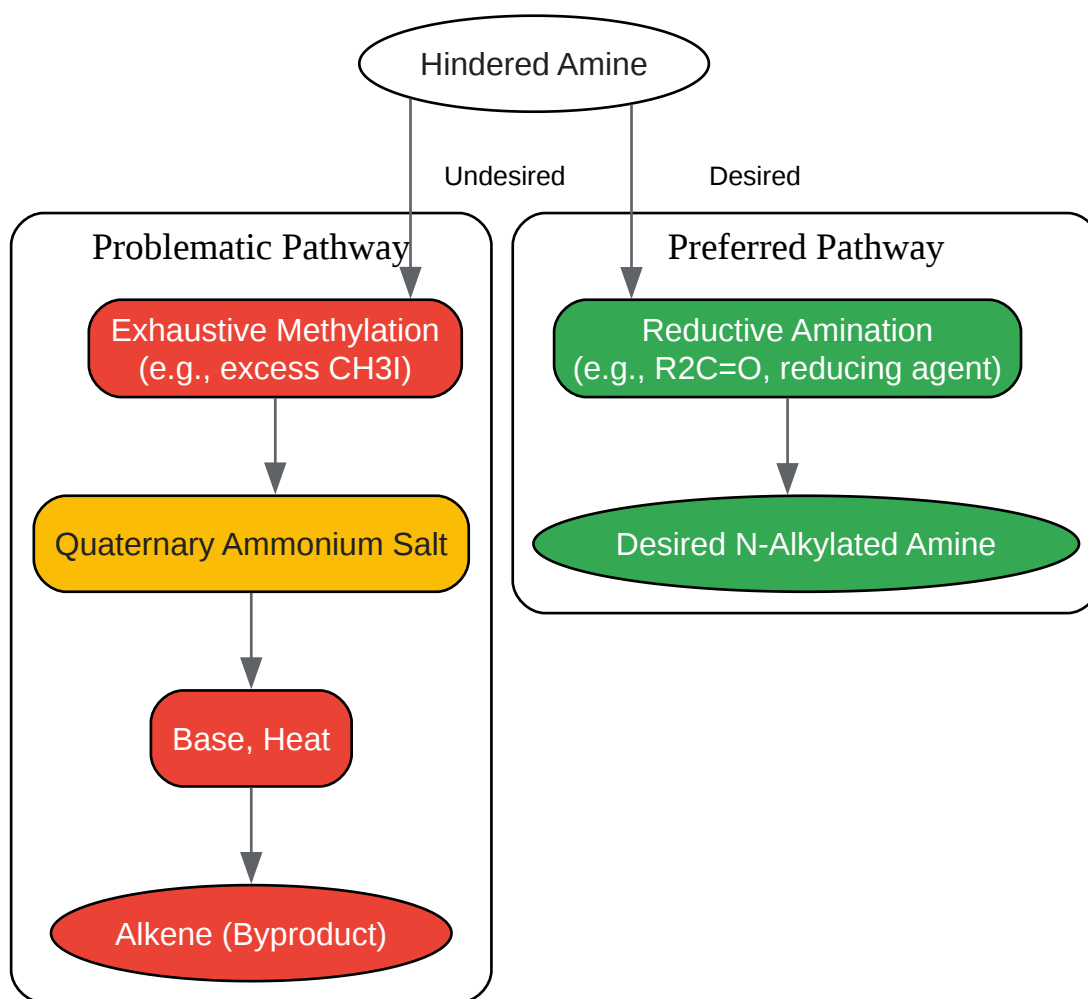 Hindered Amine
Undesired
Desired
Problematic Pathway
Exhaustive Methylation
(e.g., excess CH3I)
Quaternary Ammonium Salt
Base, Heat
Alkene (Byproduct)
Preferred Pathway
Reductive Amination
(e.g., R2C=O, reducing agent)
Desired N-Alkylated Amine